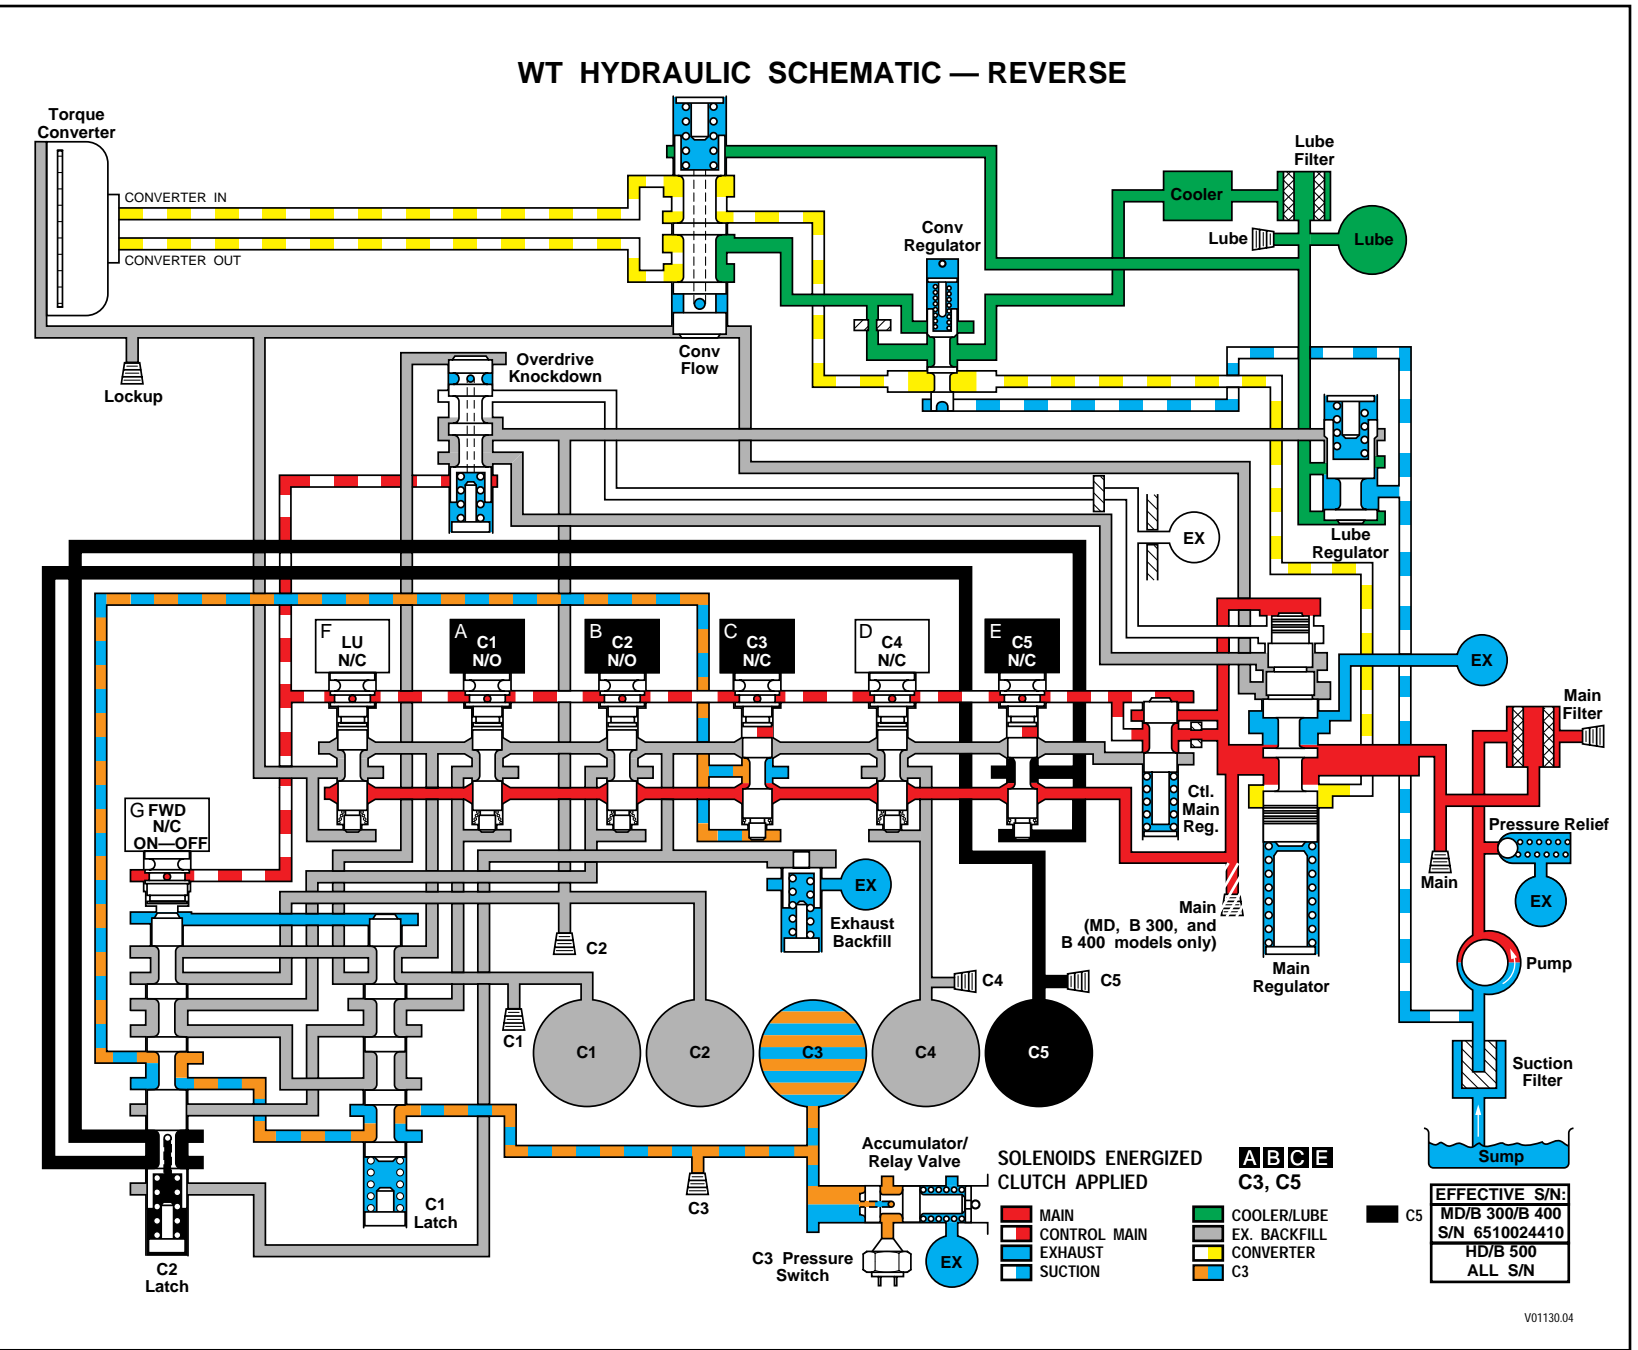 WT HYDRAULIC SCHEMATIC — REVERSE
Torque
Converter
CONVERTER IN
CONVERTER OUT
Lockup
Overdrive
Knockdown
Conv
Flow
Conv
Regulator
Cooler
Lube
Filter
Lube
Lube
Lube
Regulator
EX
EX
F
LU
N/C
A
C1
N/O
B
C2
N/O
C
C3
N/C
D
C4
N/C
E
C5
N/C
G FWD
N/C
ON—OFF
Ctl.
Main
Reg.
Main
Filter
Pressure Relief
EX
Main
Main
(MD, B 300, and
B 400 models only)
Main
Regulator
Pump
EX
Exhaust
Backfill
C2
C4
C5
C1
C1
C2
C3
C4
C5
Suction
Filter
Sump
C3
C1
Latch
C2
Latch
Accumulator/
Relay Valve
C3 Pressure
Switch
EX
SOLENOIDS ENERGIZED
A B C E
CLUTCH APPLIED
C3, C5
MAIN
CONTROL MAIN
EXHAUST
SUCTION
COOLER/LUBE
EX. BACKFILL
CONVERTER
C3
C5
EFFECTIVE S/N:
MD/B 300/B 400
S/N 6510024410
HD/B 500
ALL S/N
V01130.04